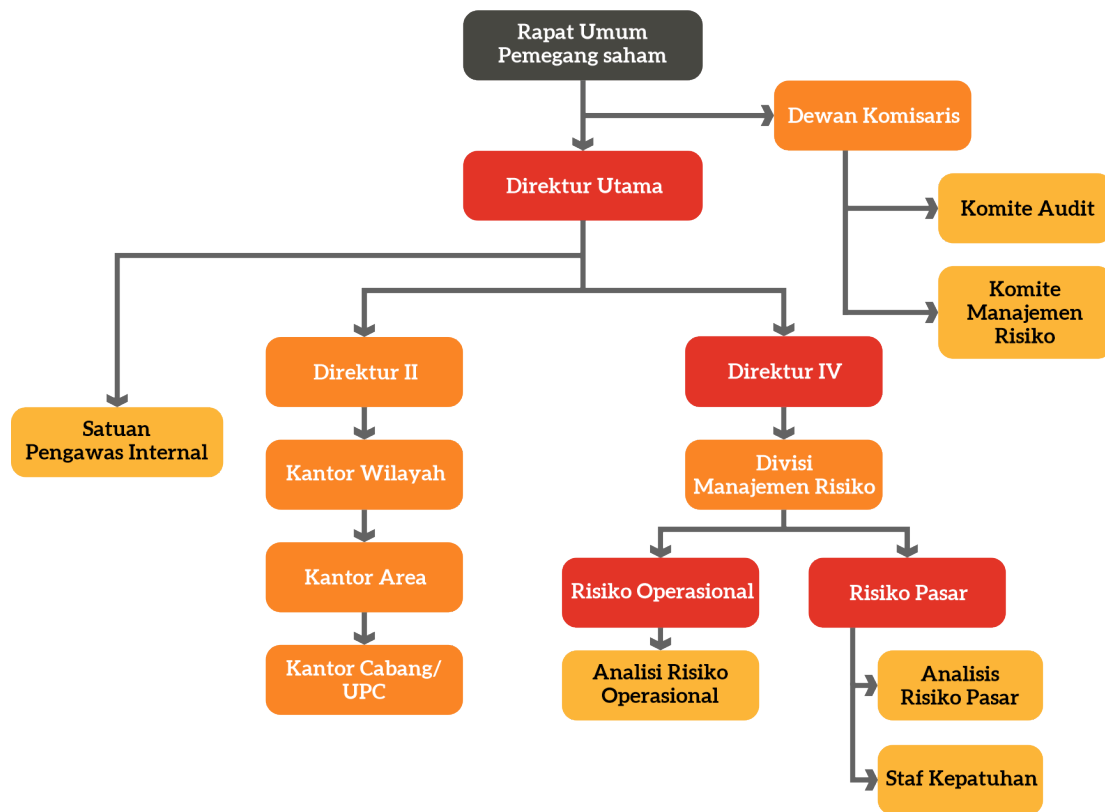 Rapat Umum
Pemegang saham
Dewan Komisaris
Direktur Utama
Komite Audit
Komite
Manajemen
Risiko
Direktur II
Direktur IV
Satuan
Pengawas Internal
Kantor Wilayah
Divisi
Manajemen Risiko
Kantor Area
Risiko Operasional
Risiko Pasar
Kantor Cabang/
UPC
Analisi Risiko
Operasional
Analisis
Risiko Pasar
Staf Kepatuhan